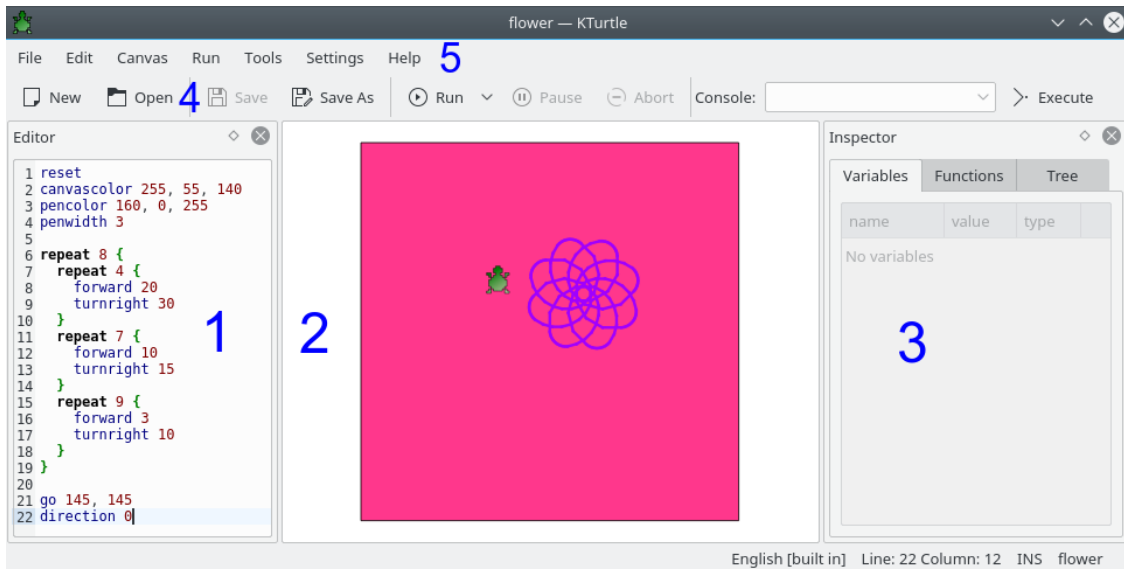 flower — KTurtle
File Edit Canvas Run Tools Settings Help 5
New Open 4 Save Save As Run Pause Abort Console: Execute
Editor
1 reset
2 canvascolor 255, 55, 140
3 pencolor 160, 0, 255
4 penwidth 3
5
6 repeat 8 {
7   repeat 4 {
8     forward 20
9     turnright 30
10   }
11   repeat 7 {
12     forward 10
13     turnright 15
14   }
15   repeat 9 {
16     forward 3
17     turnright 10
18   }
19 }
20
21 go 145, 145
22 direction 0
1
2
Inspector
Variables Functions Tree
name value type
No variables
3
English [built in] Line: 22 Column: 12 INS flower